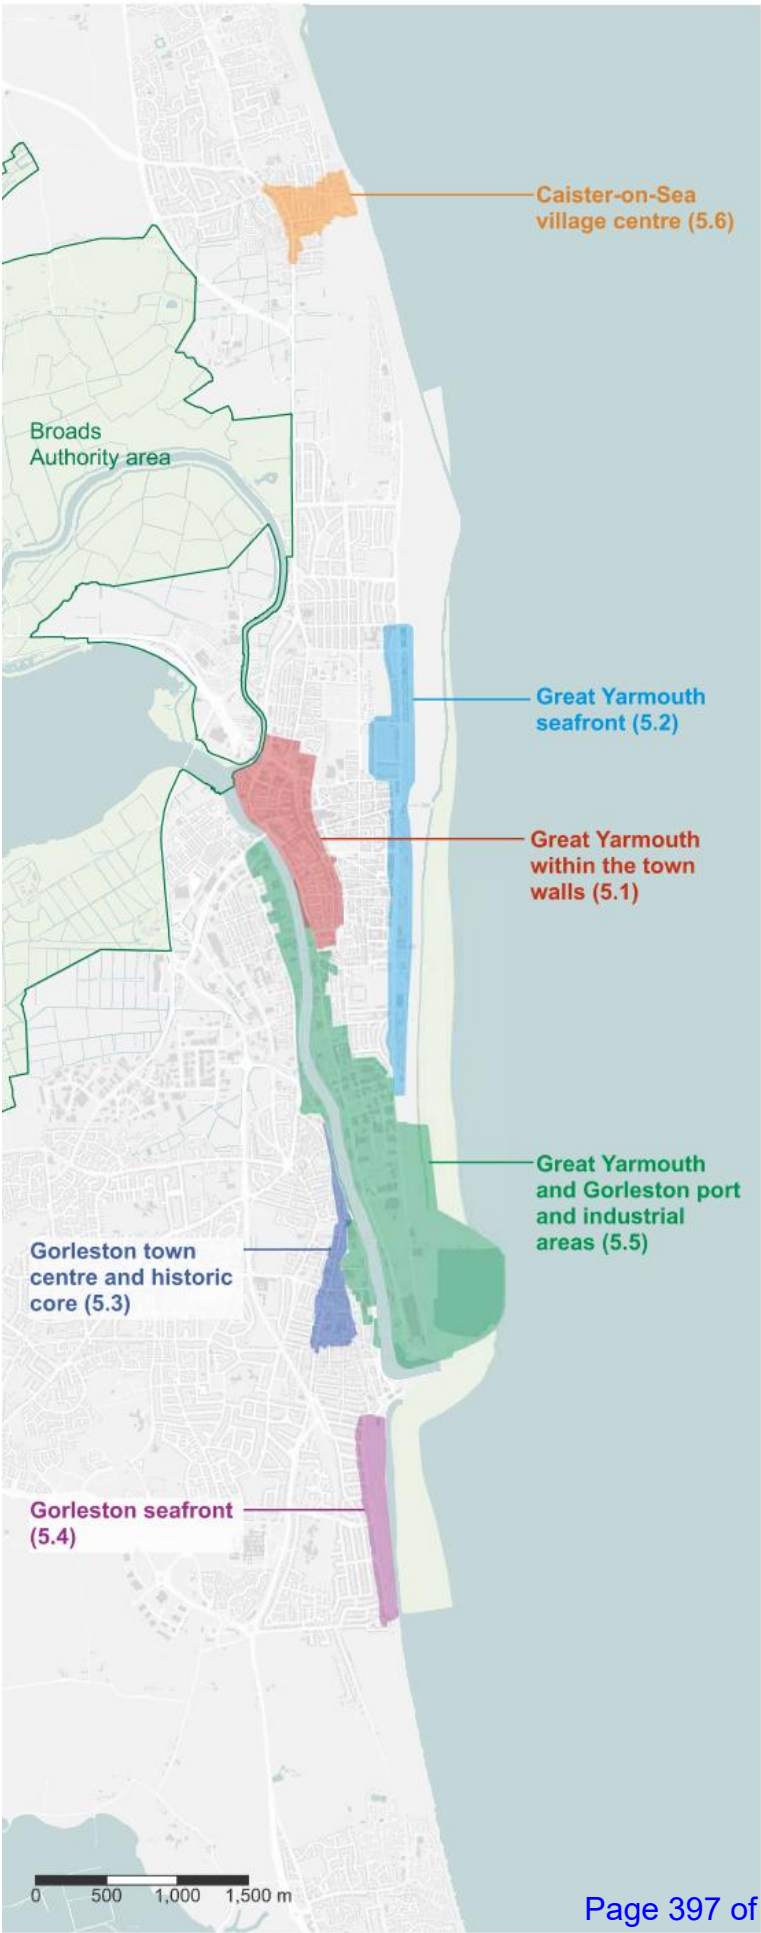 Caister-on-Sea
village centre (5.6)
Broads
Authority area
Great Yarmouth
seafront (5.2)
Great Yarmouth
within the town
walls (5.1)
Great Yarmouth
and Gorleston port
and industrial
areas (5.5)
Gorleston town
centre and historic
core (5.3)
Gorleston seafront
(5.4)
0 500 1,000 1,500 m
Page 397 of